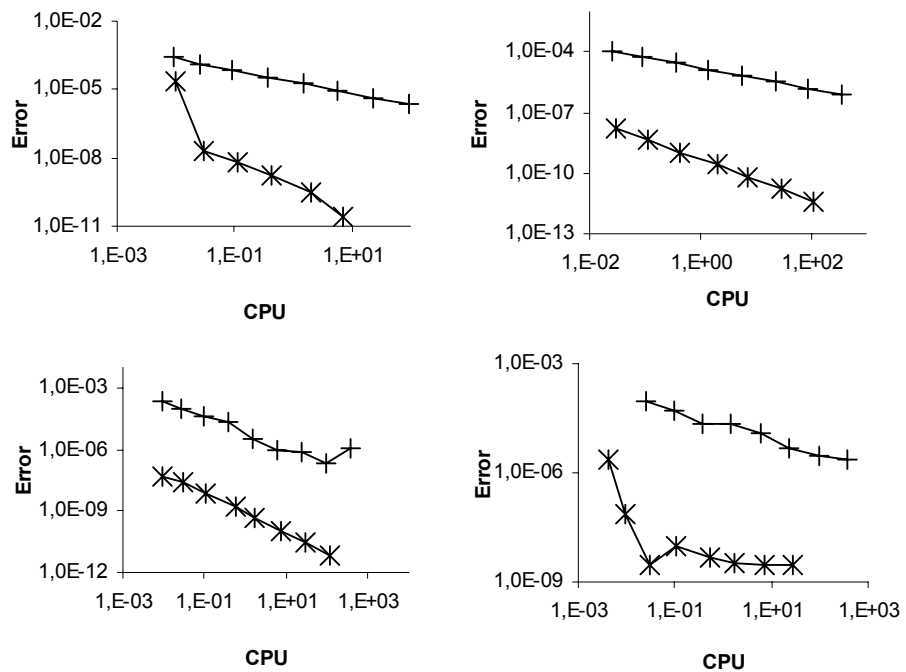 1,0E-02
1,0E-05
1,0E-08
1,0E-11
Error
1,E-03
1,E-01
1,E+01
CPU
1,0E-04
1,0E-07
1,0E-10
1,0E-13
Error
1,E-02
1,E+00
1,E+02
CPU
1,0E-03
1,0E-06
1,0E-09
1,0E-12
Error
1,E-03
1,E-01
1,E+01
1,E+03
CPU
1,0E-03
1,0E-06
1,0E-09
Error
1,E-03
1,E-01
1,E+01
1,E+03
CPU